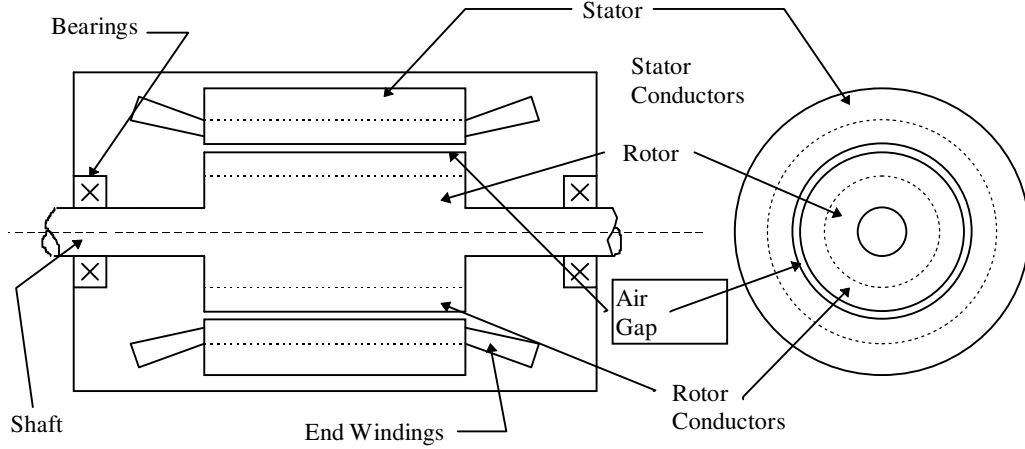 Bearings
Stator
Stator
Conductors
Rotor
Air
Gap
Shaft
End Windings
Rotor
Conductors